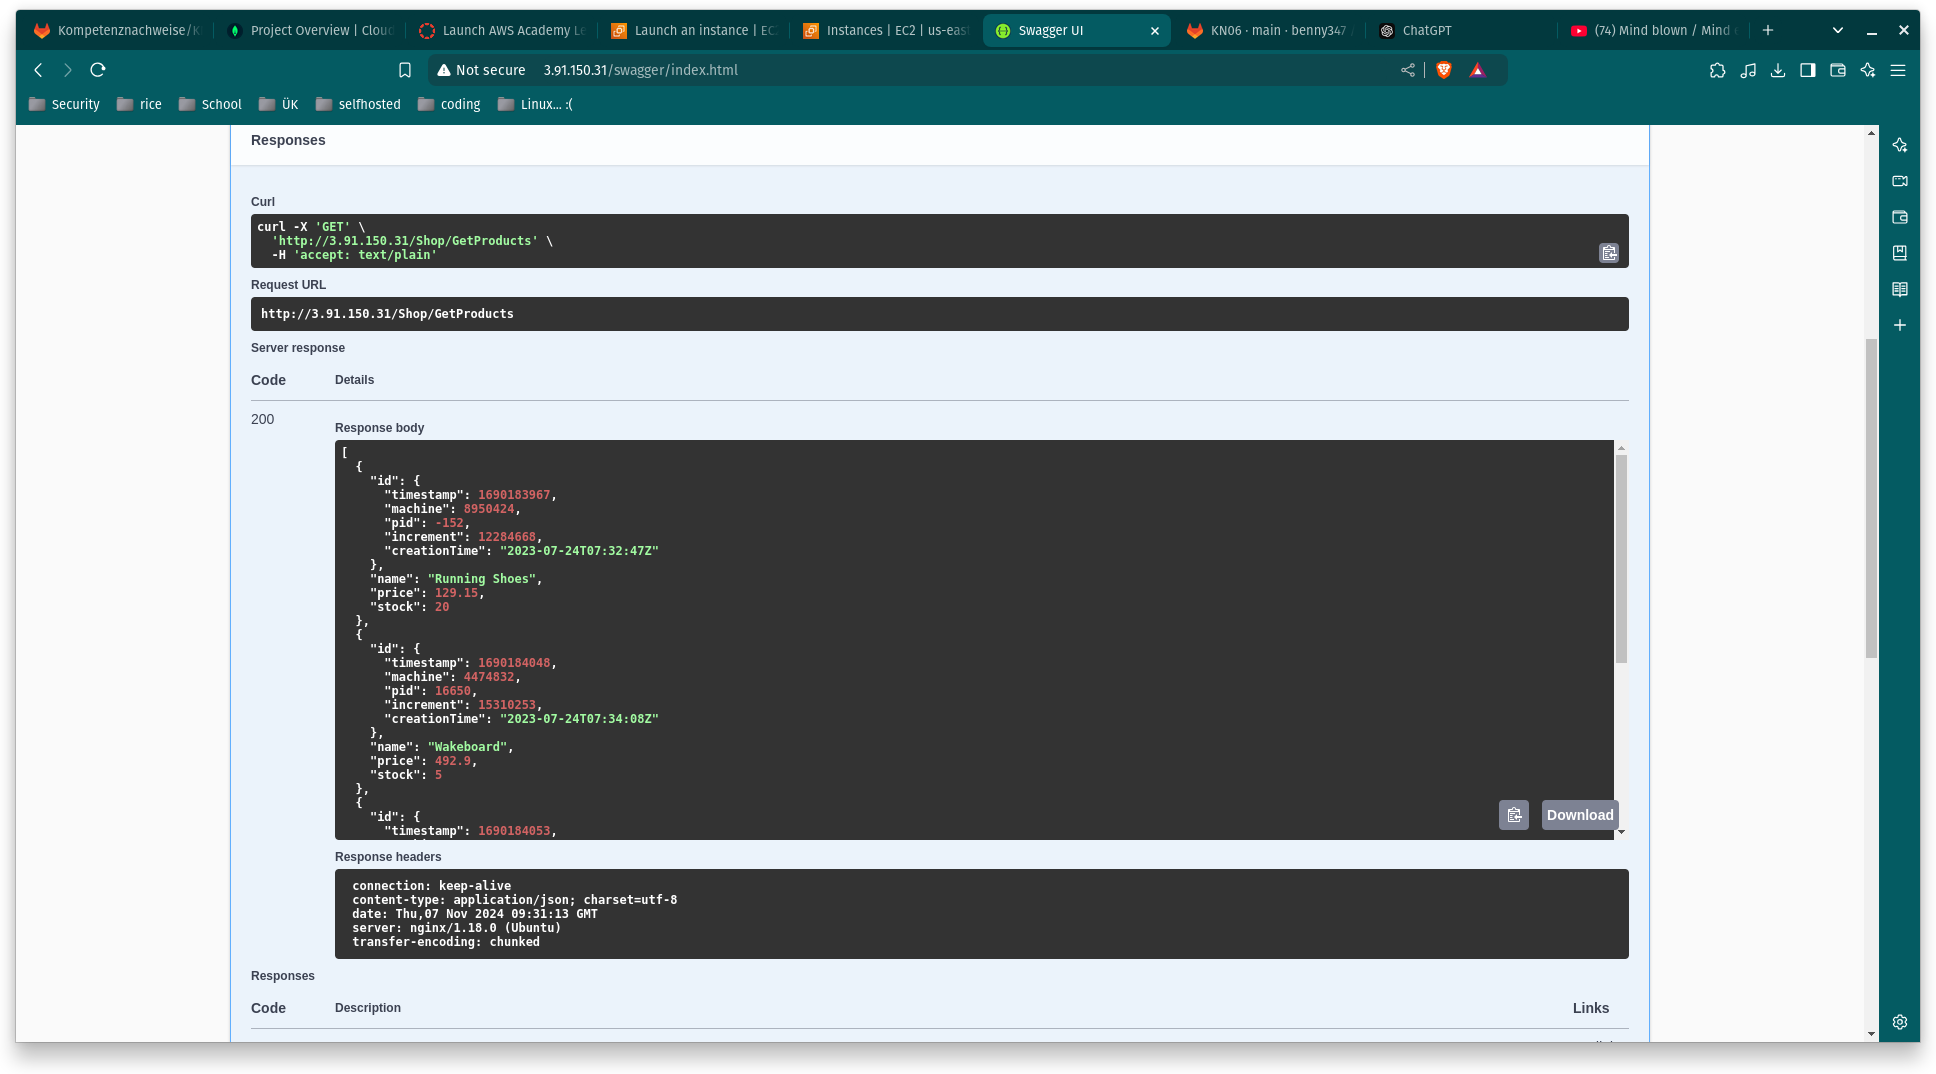 Kompetenznachweise/K
Project Overview | Cloud
Launch AWS Academy Le
Launch an instance | EC2
Instances | EC2 | us-east
Swagger UI
KN06 · main · benny347 /
ChatGPT
(74) Mind blown / Mind
Not secure 3.91.150.31/swagger/index.html
Security
rice
School
ÜK
selfhosted
coding
Linux... :(
Responses
Curl
curl -X 'GET' \
'http://3.91.150.31/Shop/GetProducts' \
-H 'accept: text/plain'
Request URL
http://3.91.150.31/Shop/GetProducts
Server response
Code Details
200
Response body
[
{
"id": {
"timestamp": 1690183967,
"machine": 8950424,
"pid": -152,
"increment": 12284668,
"creationTime": "2023-07-24T07:32:47Z"
},
"name": "Running Shoes",
"price": 129.15,
"stock": 20
},
{
"id": {
"timestamp": 1690184048,
"machine": 4474832,
"pid": 16650,
"increment": 15310253,
"creationTime": "2023-07-24T07:34:08Z"
},
"name": "Wakeboard",
"price": 492.9,
"stock": 5
},
{
"id": {
"timestamp": 1690184053,
Download
Response headers
connection: keep-alive
content-type: application/json; charset=utf-8
date: Thu,07 Nov 2024 09:31:13 GMT
server: nginx/1.18.0 (Ubuntu)
transfer-encoding: chunked
Responses
Code Description Links